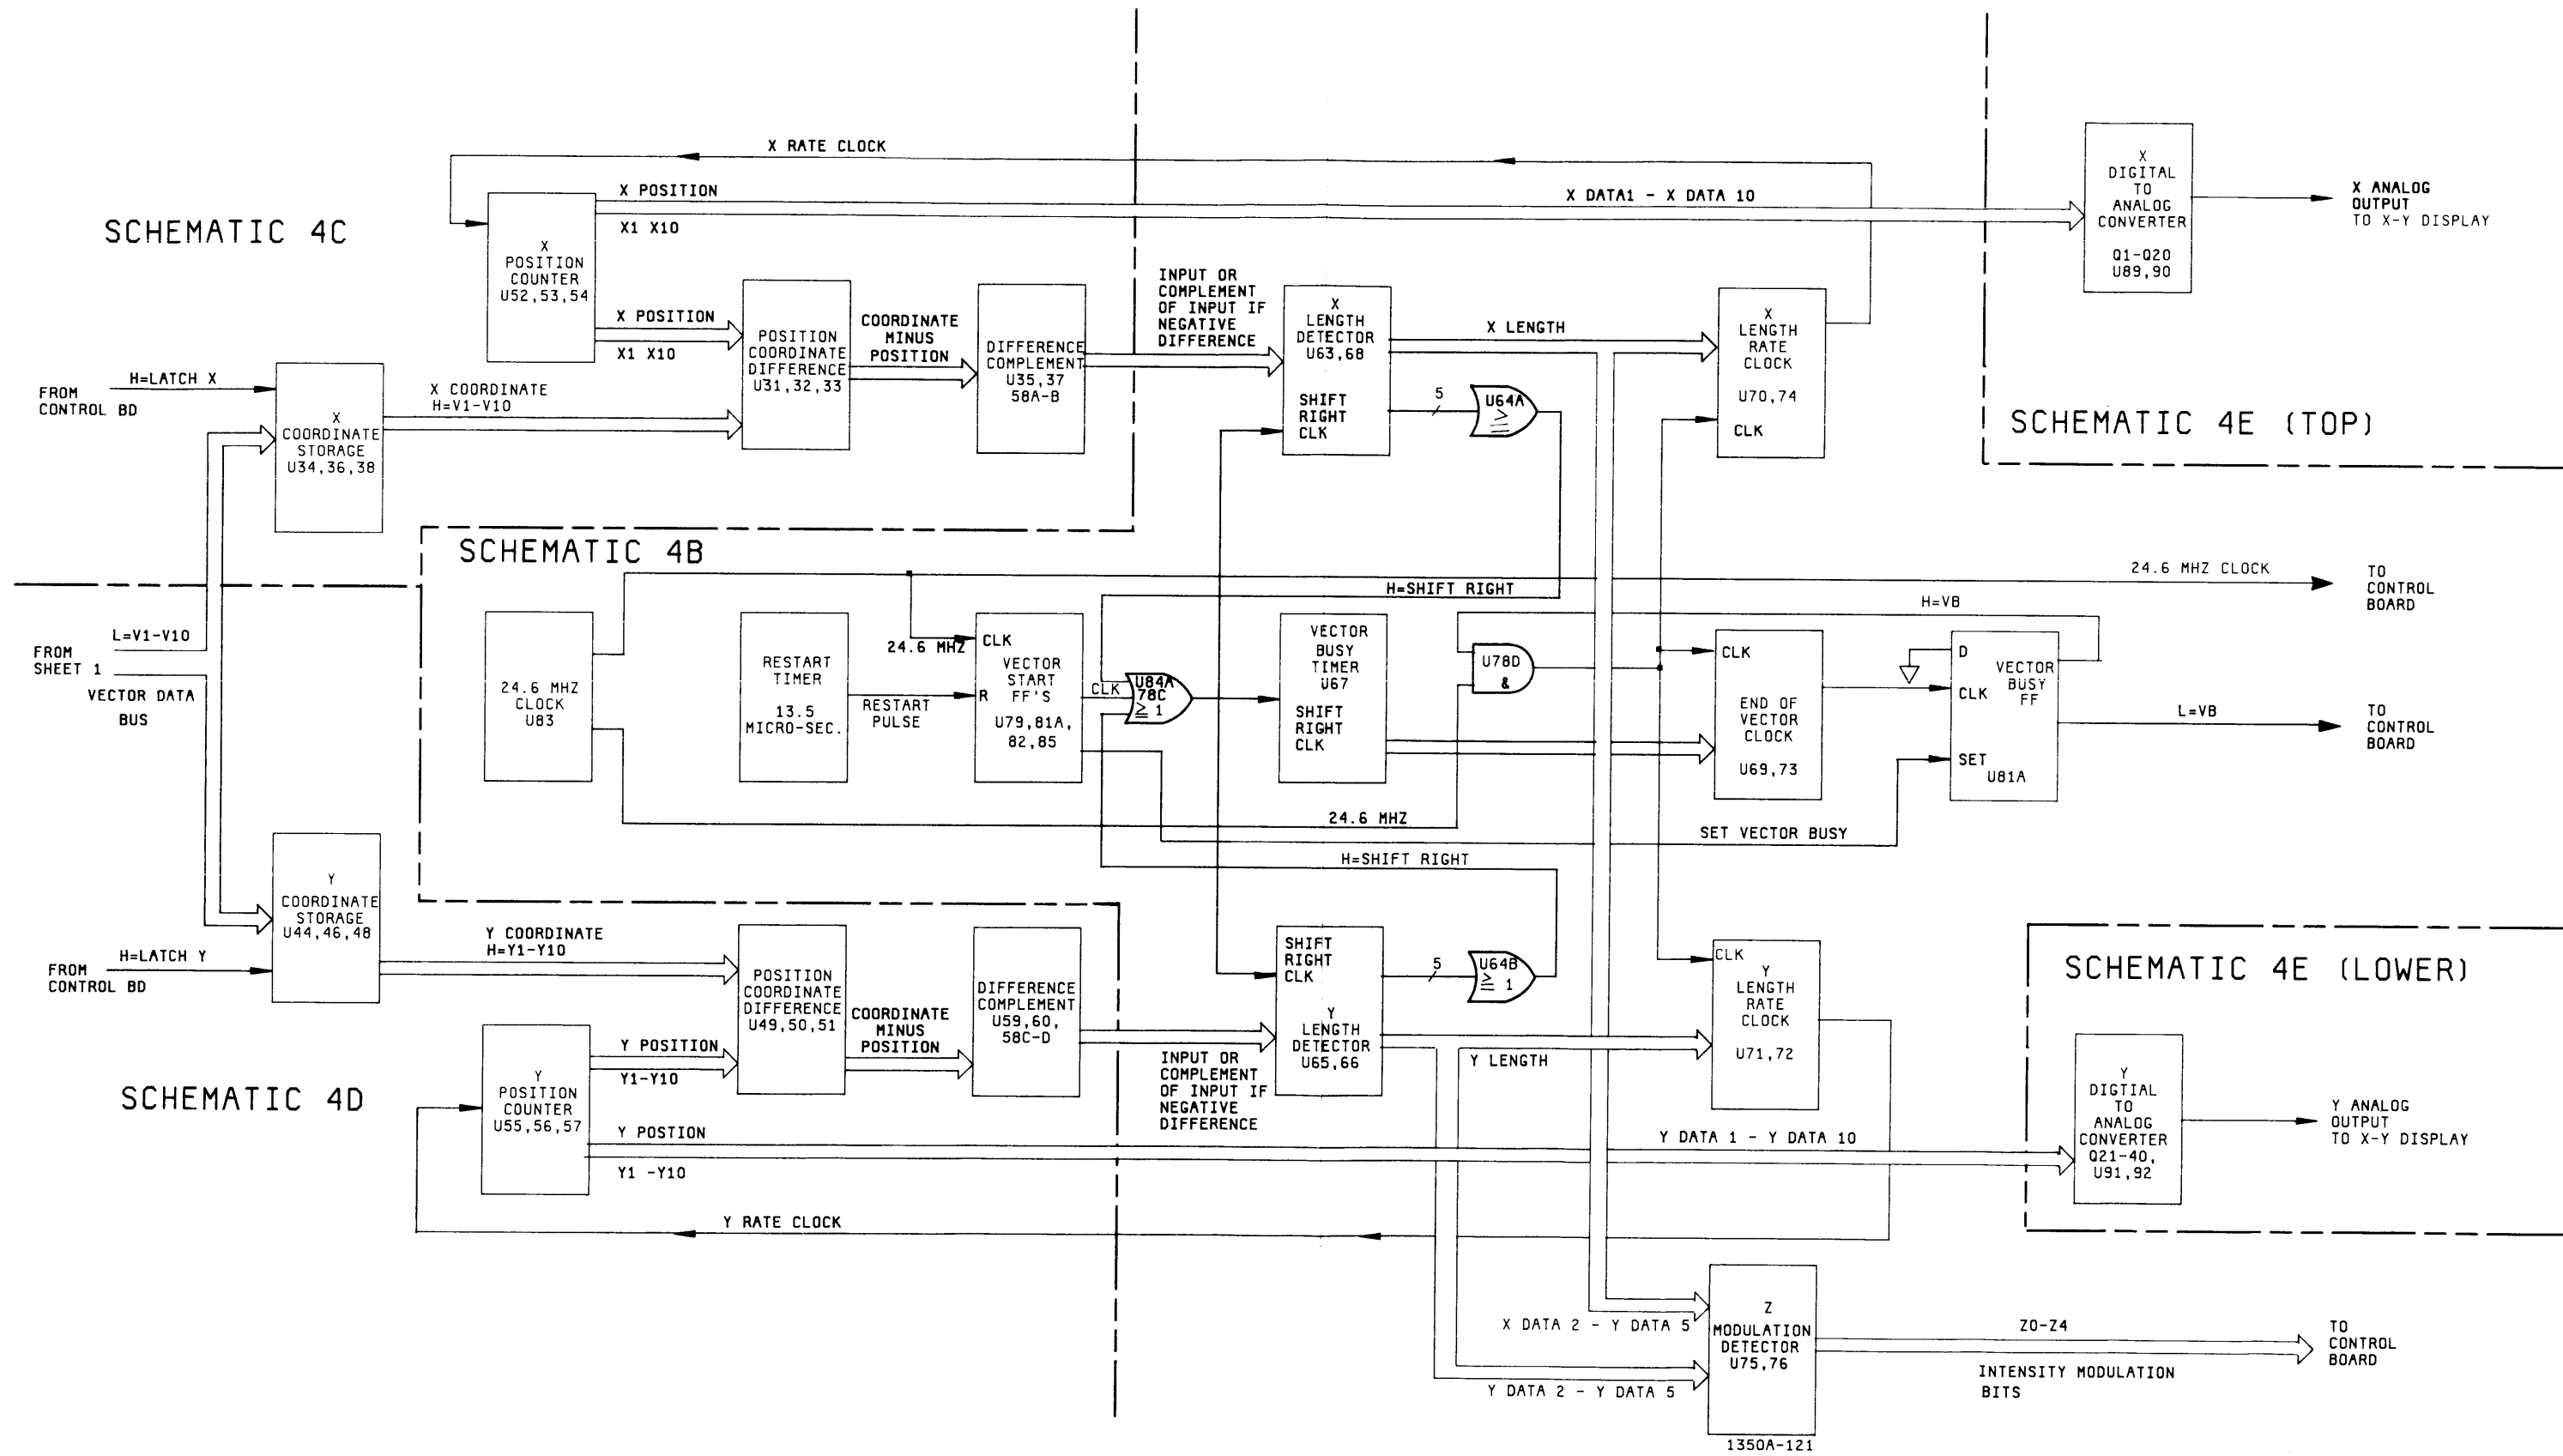 SCHEMATIC 4C
X RATE CLOCK
X POSITION
X1 X10
X DATA1 - X DATA 10
X
POSITION
COUNTER
U52,53,54
X POSITION
X1 X10
X
DIGITAL
TO
ANALOG
CONVERTER
Q1-Q20
U89,90
X ANALOG
OUTPUT
TO X-Y DISPLAY
SCHEMATIC 4E (TOP)
FROM
CONTROL BD
H=LATCH X
X
COORDINATE
STORAGE
U34,36,38
X COORDINATE
H=V1-V10
POSITION
COORDINATE
DIFFERENCE
U31,32,33
COORDINATE
MINUS
POSITION
DIFFERENCE
COMPLEMENT
U35,37
58A-B
INPUT OR
COMPLEMENT
OF INPUT IF
NEGATIVE
DIFFERENCE
X
LENGTH
DETECTOR
U63,68
SHIFT
RIGHT
CLK
X LENGTH
5
U64A
≥
X
LENGTH
RATE
CLOCK
U70,74
CLK
SCHEMATIC 4B
24.6 MHZ CLOCK
TO
CONTROL
BOARD
H=SHIFT RIGHT
H=VB
L=V1-V10
FROM
SHEET 1
VECTOR DATA
BUS
24.6 MHZ
CLOCK
U83
RESTART
TIMER
13.5
MICRO-SEC.
RESTART
PULSE
24.6 MHZ
CLK
VECTOR
START
FF'S
R
U79,81A,
82,85
CLK
U84A
78C
≥ 1
VECTOR
BUSY
TIMER
U67
SHIFT
RIGHT
CLK
U78D
&
CLK
END OF
VECTOR
CLOCK
U69,73
D
VECTOR
BUSY
FF
CLK
SET
U81A
L=VB
TO
CONTROL
BOARD
24.6 MHZ
SET VECTOR BUSY
H=SHIFT RIGHT
Y
COORDINATE
STORAGE
U44,46,48
FROM
CONTROL BD
H=LATCH Y
Y COORDINATE
H=Y1-Y10
POSITION
COORDINATE
DIFFERENCE
U49,50,51
COORDINATE
MINUS
POSITION
DIFFERENCE
COMPLEMENT
U59,60,
58C-D
INPUT OR
COMPLEMENT
OF INPUT IF
NEGATIVE
DIFFERENCE
SHIFT
RIGHT
CLK
Y
LENGTH
DETECTOR
U65,66
5
U64B
≥ 1
Y LENGTH
CLK
Y
LENGTH
RATE
CLOCK
U71,72
SCHEMATIC 4E (LOWER)
SCHEMATIC 4D
Y
POSITION
COUNTER
U55,56,57
Y POSITION
Y1-Y10
Y POSTION
Y1 -Y10
Y DATA 1 - Y DATA 10
Y
DIGTIAL
TO
ANALOG
CONVERTER
Q21-40,
U91,92
Y ANALOG
OUTPUT
TO X-Y DISPLAY
Y RATE CLOCK
X DATA 2 - Y DATA 5
Y DATA 2 - Y DATA 5
Z
MODULATION
DETECTOR
U75,76
Z0-Z4
INTENSITY MODULATION
BITS
TO
CONTROL
BOARD
1350A-121